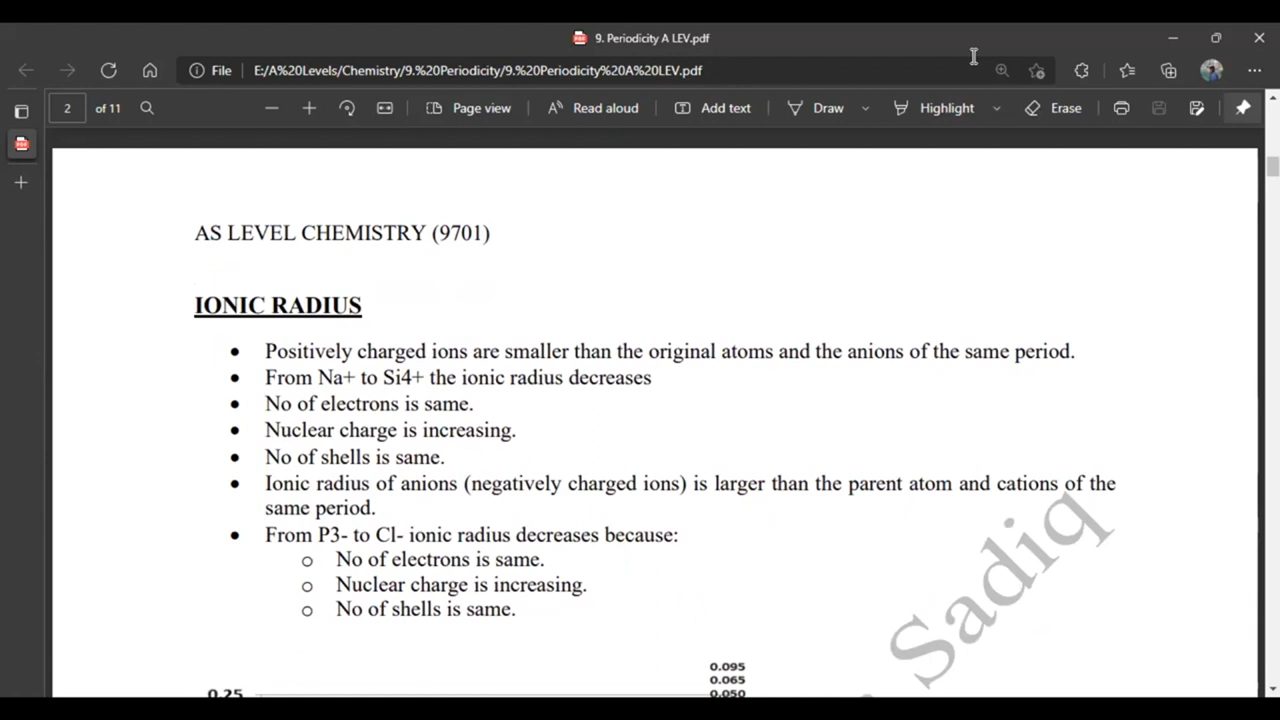 9. Periodicity A LEV.pdf
File E:/A%20Levels/Chemistry/9.%20Periodicity/9.%20Periodicity%20A%20LEV.pdf
2 of 11 Page view Read aloud Add text Draw Highlight Erase
AS LEVEL CHEMISTRY (9701)
IONIC RADIUS
• Positively charged ions are smaller than the original atoms and the anions of the same period.
• From Na+ to Si4+ the ionic radius decreases
• No of electrons is same.
• Nuclear charge is increasing.
• No of shells is same.
• Ionic radius of anions (negatively charged ions) is larger than the parent atom and cations of the
same period.
• From P3- to Cl- ionic radius decreases because:
o No of electrons is same.
o Nuclear charge is increasing.
o No of shells is same.
Sadiq
0.095
0.065
0.25 0.050